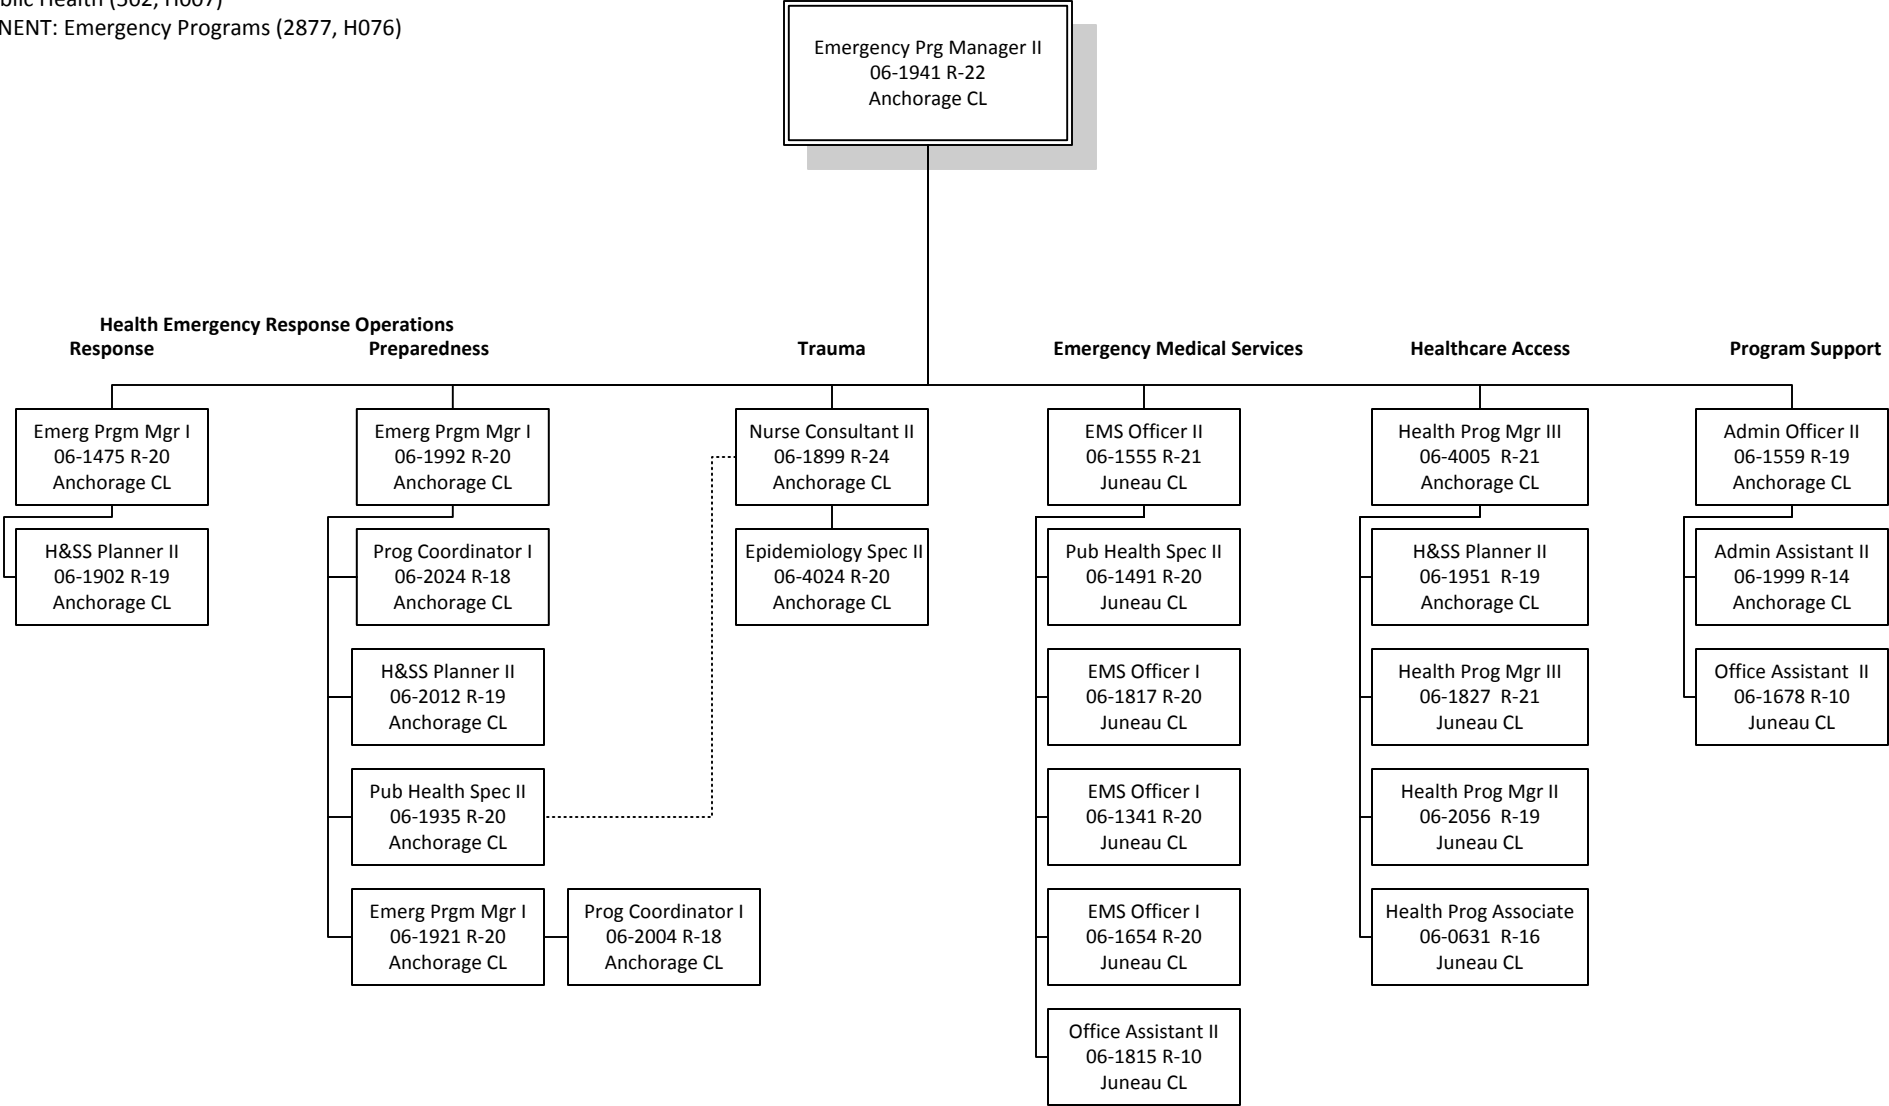 (502, H007)
Emergency Programs (2877, H076)
Emergency Prg Manager II
06-1941 R-22
Anchorage CL
Health Emergency Response Operations
Response
Preparedness
Trauma
Emergency Medical Services
Healthcare Access
Program Support
Emerg Prgm Mgr I
06-1475 R-20
Anchorage CL
H&SS Planner II
06-1902 R-19
Anchorage CL
Emerg Prgm Mgr I
06-1992 R-20
Anchorage CL
Prog Coordinator I
06-2024 R-18
Anchorage CL
H&SS Planner II
06-2012 R-19
Anchorage CL
Pub Health Spec II
06-1935 R-20
Anchorage CL
Emerg Prgm Mgr I
06-1921 R-20
Anchorage CL
Prog Coordinator I
06-2004 R-18
Anchorage CL
Nurse Consultant II
06-1899 R-24
Anchorage CL
Epidemiology Spec II
06-4024 R-20
Anchorage CL
EMS Officer II
06-1555 R-21
Juneau CL
Pub Health Spec II
06-1491 R-20
Juneau CL
EMS Officer I
06-1817 R-20
Juneau CL
EMS Officer I
06-1341 R-20
Juneau CL
EMS Officer I
06-1654 R-20
Juneau CL
Office Assistant II
06-1815 R-10
Juneau CL
Health Prog Mgr III
06-4005 R-21
Anchorage CL
H&SS Planner II
06-1951 R-19
Anchorage CL
Health Prog Mgr III
06-1827 R-21
Juneau CL
Health Prog Mgr II
06-2056 R-19
Juneau CL
Health Prog Associate
06-0631 R-16
Juneau CL
Admin Officer II
06-1559 R-19
Anchorage CL
Admin Assistant II
06-1999 R-14
Anchorage CL
Office Assistant II
06-1678 R-10
Juneau CL